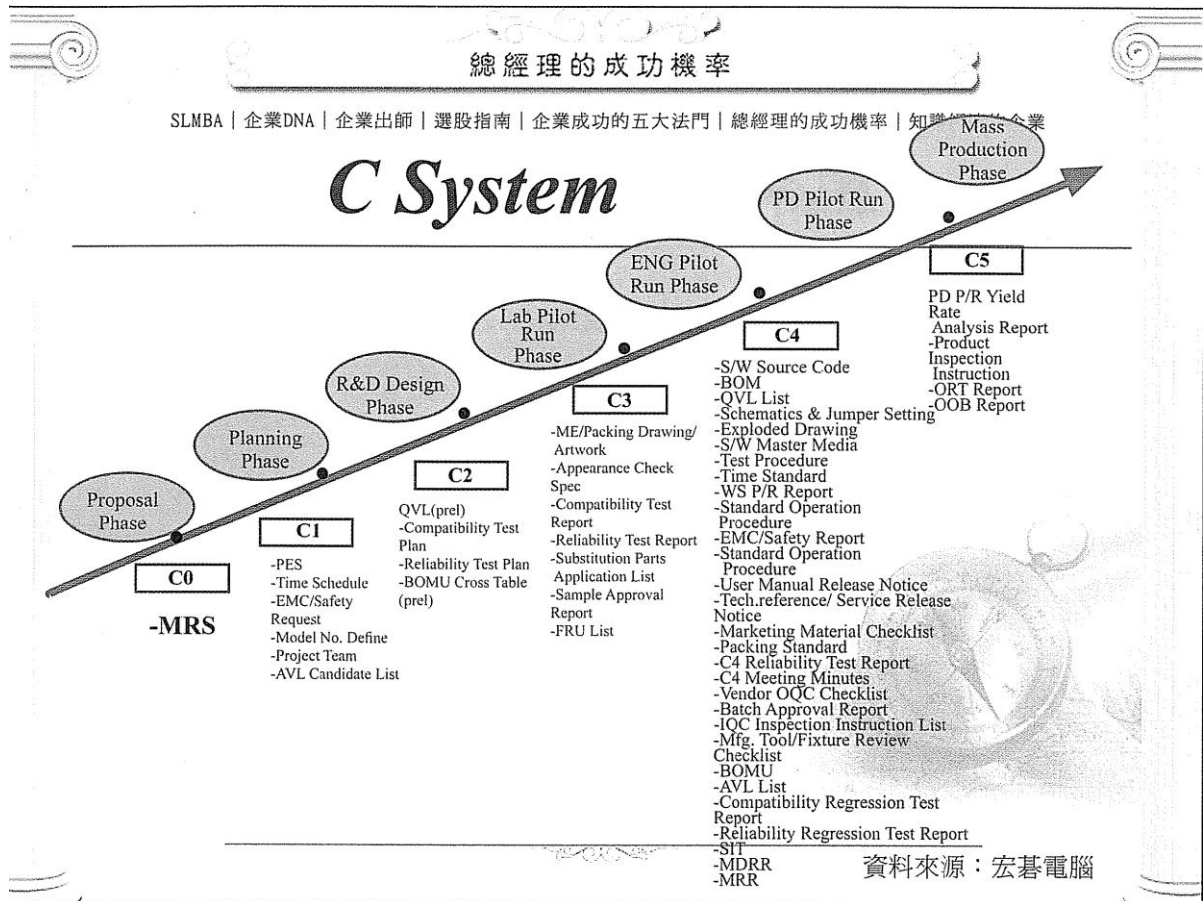 總經理的成功機率
SLMBA | 企業DNA | 企業出師 | 選股指南 | 企業成功的五大法門 | 總經理的成功機率 | 知識 企業
C System
Proposal
Phase
Planning
Phase
R&D Design
Phase
Lab Pilot
Run
Phase
ENG Pilot
Run Phase
PD Pilot Run
Phase
Mass
Production
Phase
C0
-MRS
C1
-PES
-Time Schedule
-EMC/Safety
Request
-Model No. Define
-Project Team
-AVL Candidate List
C2
QVL(prel)
-Compatibility Test
Plan
-Reliability Test Plan
-BOMU Cross Table
(prel)
C3
-ME/Packing Drawing/
Artwork
-Appearance Check
Spec
-Compatibility Test
Report
-Reliability Test Report
-Substitution Parts
Application List
-Sample Approval
Report
-FRU List
C4
-S/W Source Code
-BOM
-QVL List
-Schematics & Jumper Setting
-Exploded Drawing
-S/W Master Media
-Test Procedure
-Time Standard
-WS P/R Report
-Standard Operation
Procedure
-EMC/Safety Report
-Standard Operation
Procedure
-User Manual Release Notice
-Tech.reference/ Service Release
Notice
-Marketing Material Checklist
-Packing Standard
-C4 Reliability Test Report
-C4 Meeting Minutes
-Vendor OQC Checklist
-Batch Approval Report
-IQC Inspection Instruction List
-Mfg. Tool/Fixture Review
Checklist
-BOMU
-AVL List
-Compatibility Regression Test
Report
-Reliability Regression Test Report
-SIT
-MDRR
-MRR
C5
PD P/R Yield
Rate
Analysis Report
-Product
Inspection
Instruction
-ORT Report
-OOB Report
資料來源：宏碁電腦